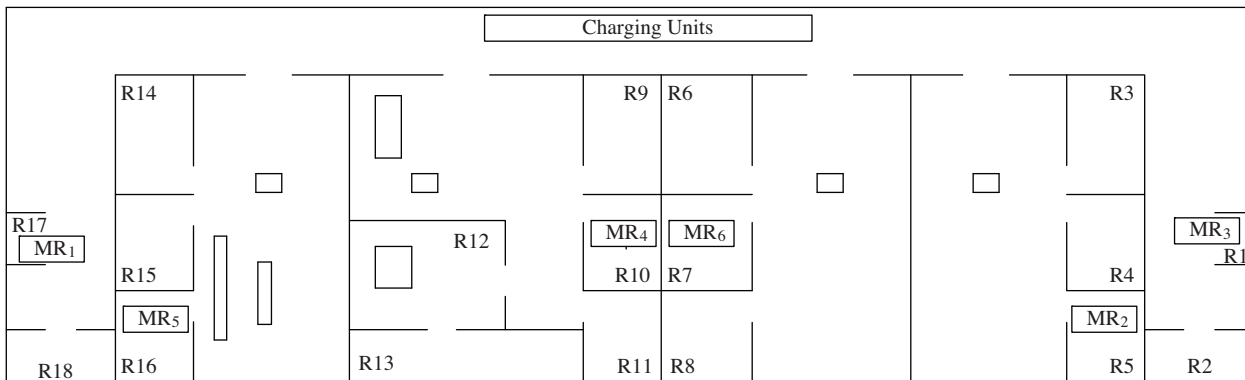 Charging Units
R14
R9
R6
R3
R17
MR1
R12
MR4
MR6
MR3
R1
R15
R10
R7
R4
MR5
MR2
R18
R16
R13
R11
R8
R5
R2